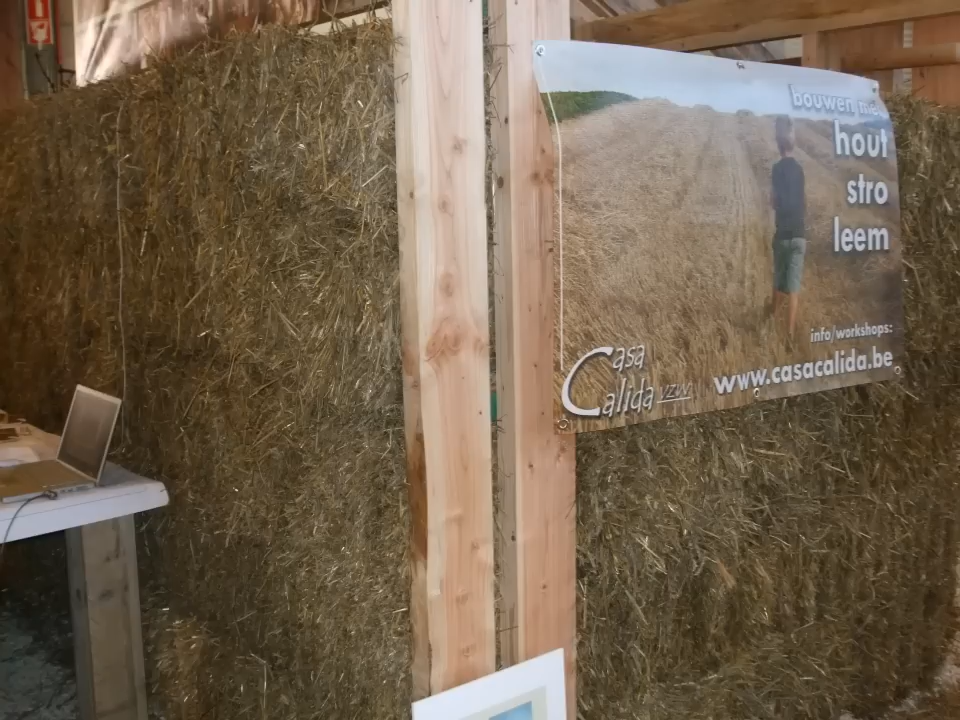 bouwen met
hout
stro
leem
info/workshops:
www.casacalida.be
Casa
Calida vzw